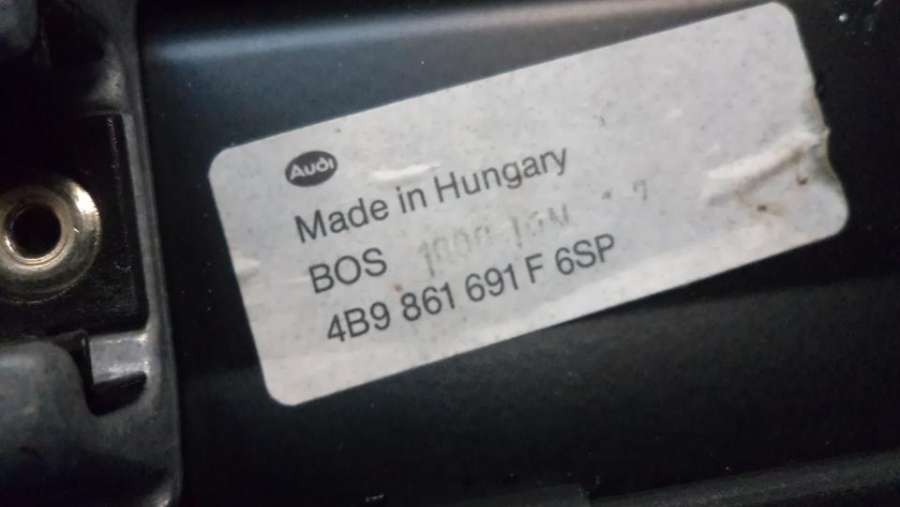 Audi
Made in Hungary
BOS
4B9 861 691 F 6SP